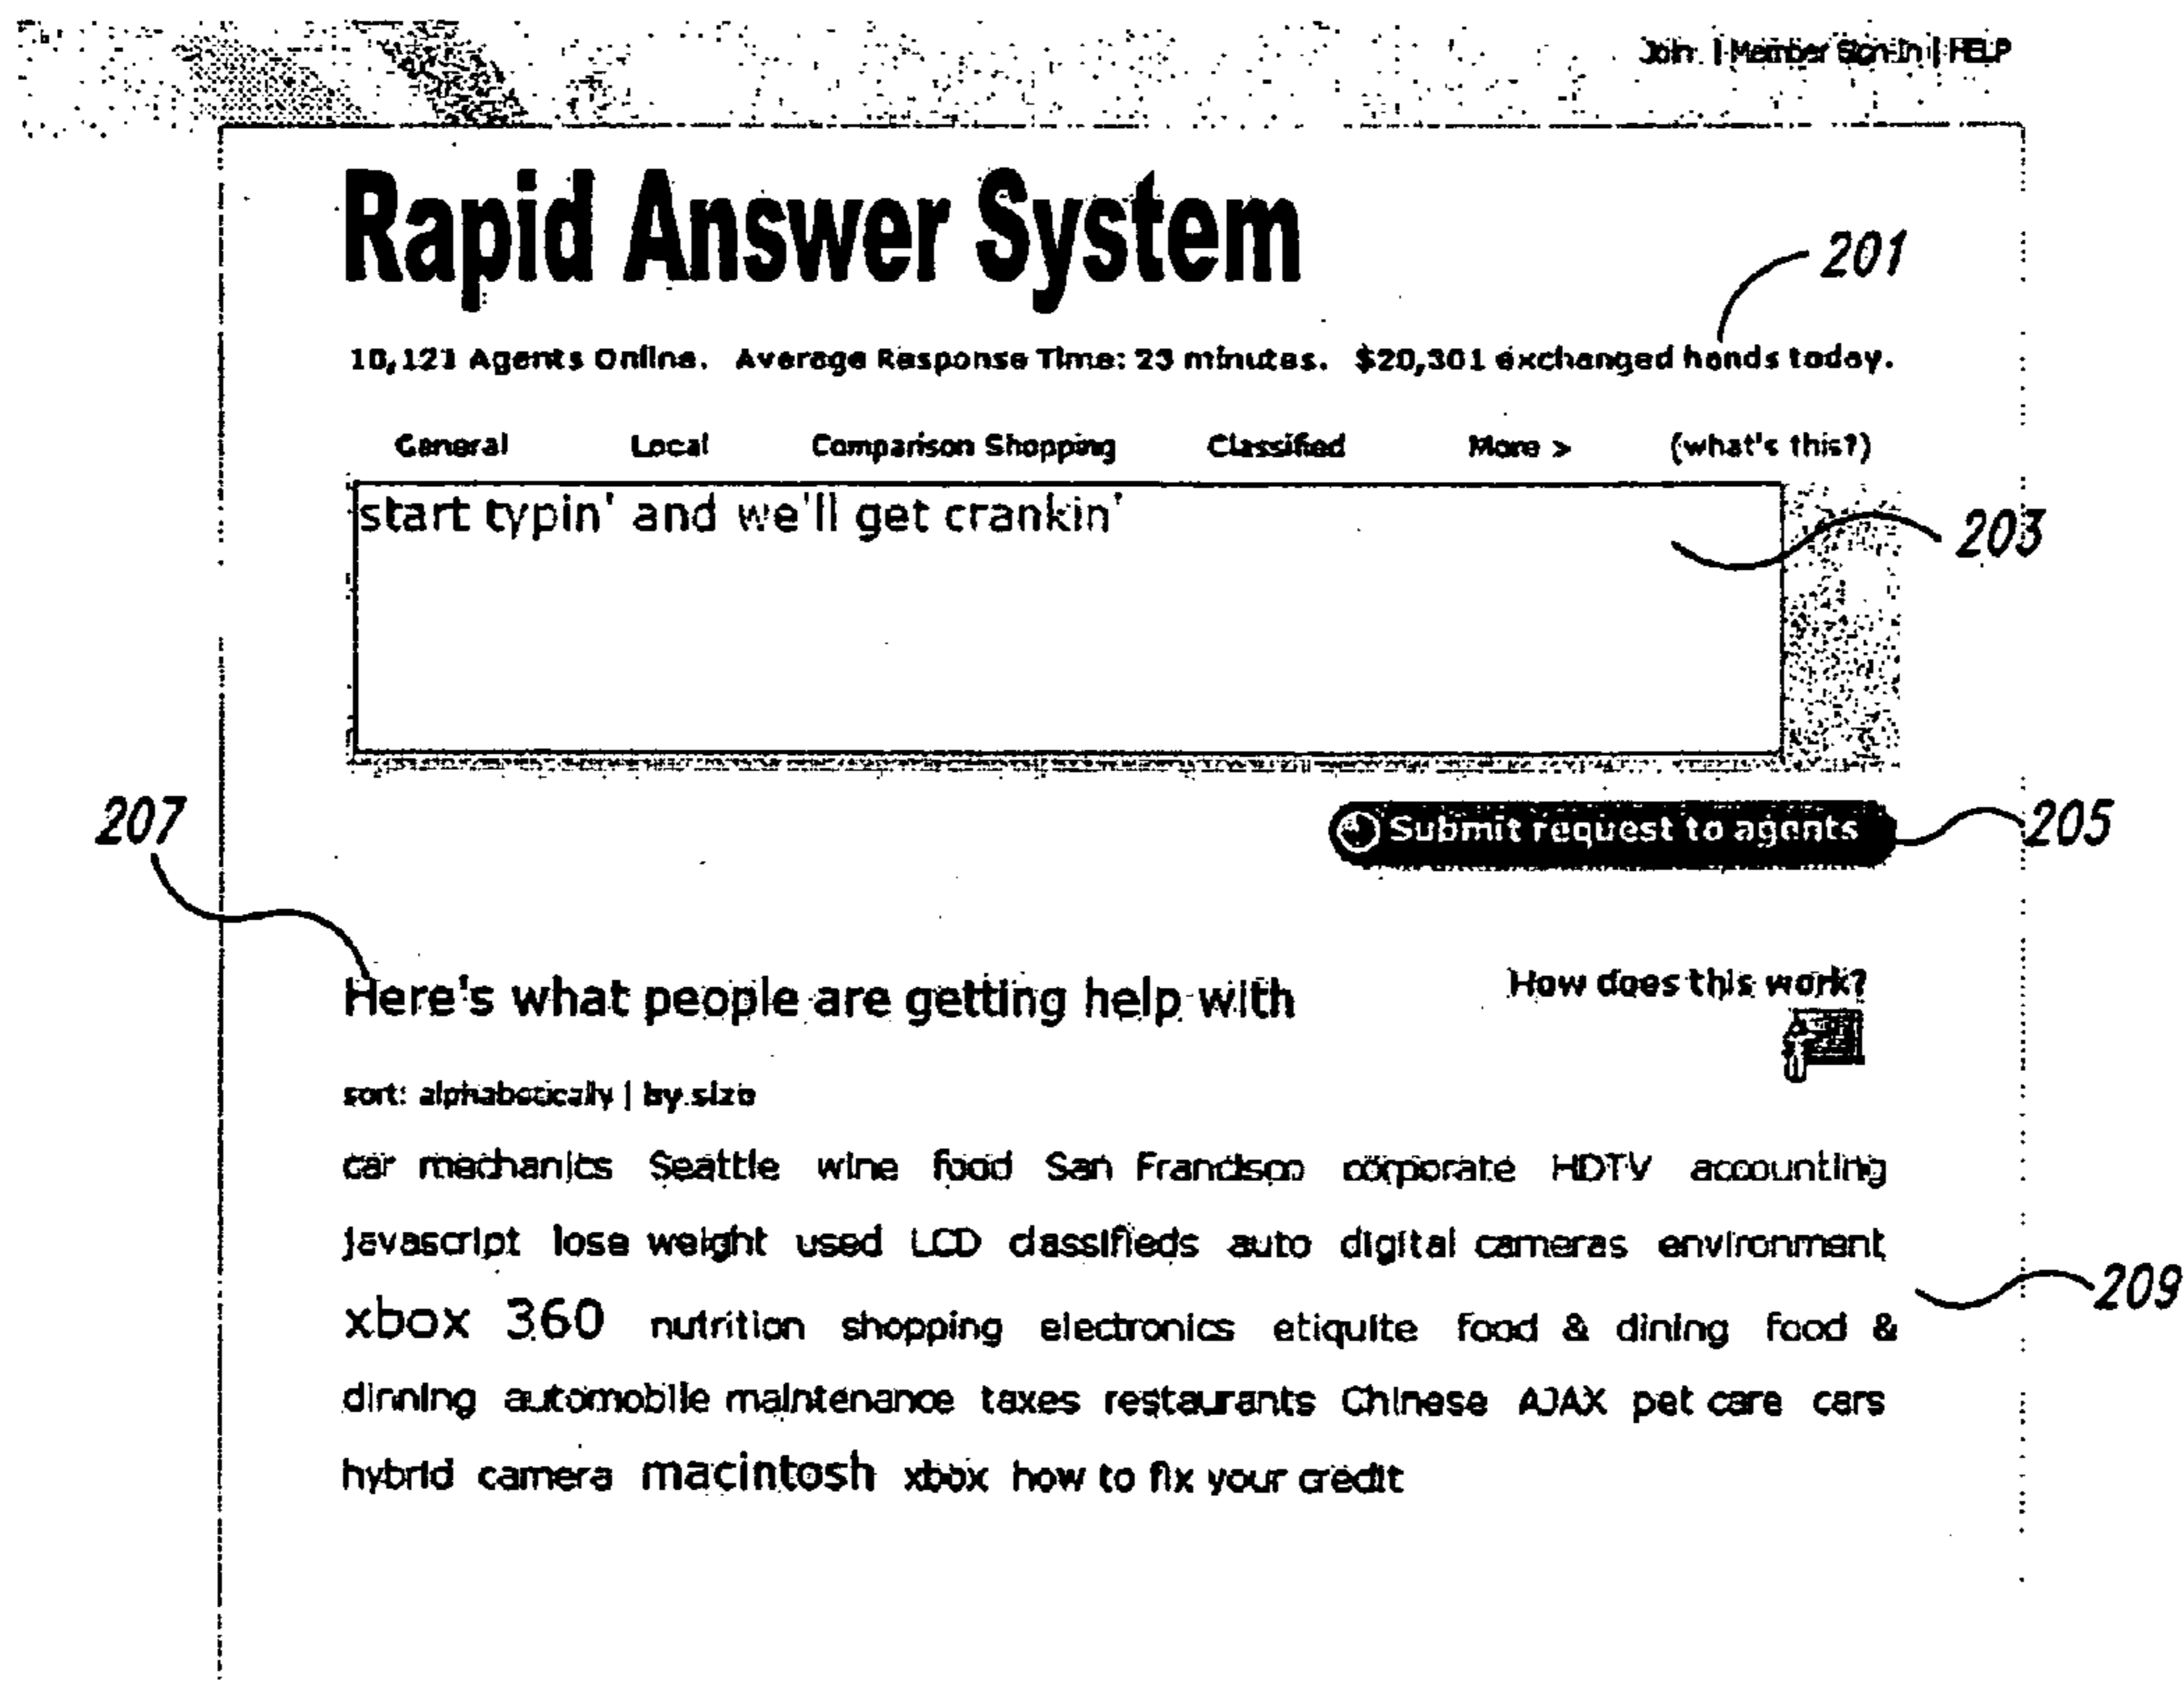 Join | Member Sign-In | HELP
Rapid Answer System
201
10,121 Agents Online. Average Response Time: 23 minutes. $20,301 exchanged hands today.
General Local Comparison Shopping Classified More > (what's this?)
start typin' and we'll get crankin'
203
207
Submit request to agents
205
Here's what people are getting help with
How does this work?
sort: alphabetically | by size
car mechanics Seattle wine food San Francisco corporate HDTV accounting
javascript lose weight used LCD classifieds auto digital cameras environment
209
xbox 360 nutrition shopping electronics etiquite food & dining food &
dinning automobile maintenance taxes restaurants Chinese AJAX pet care cars
hybrid camera macintosh xbox how to fix your credit